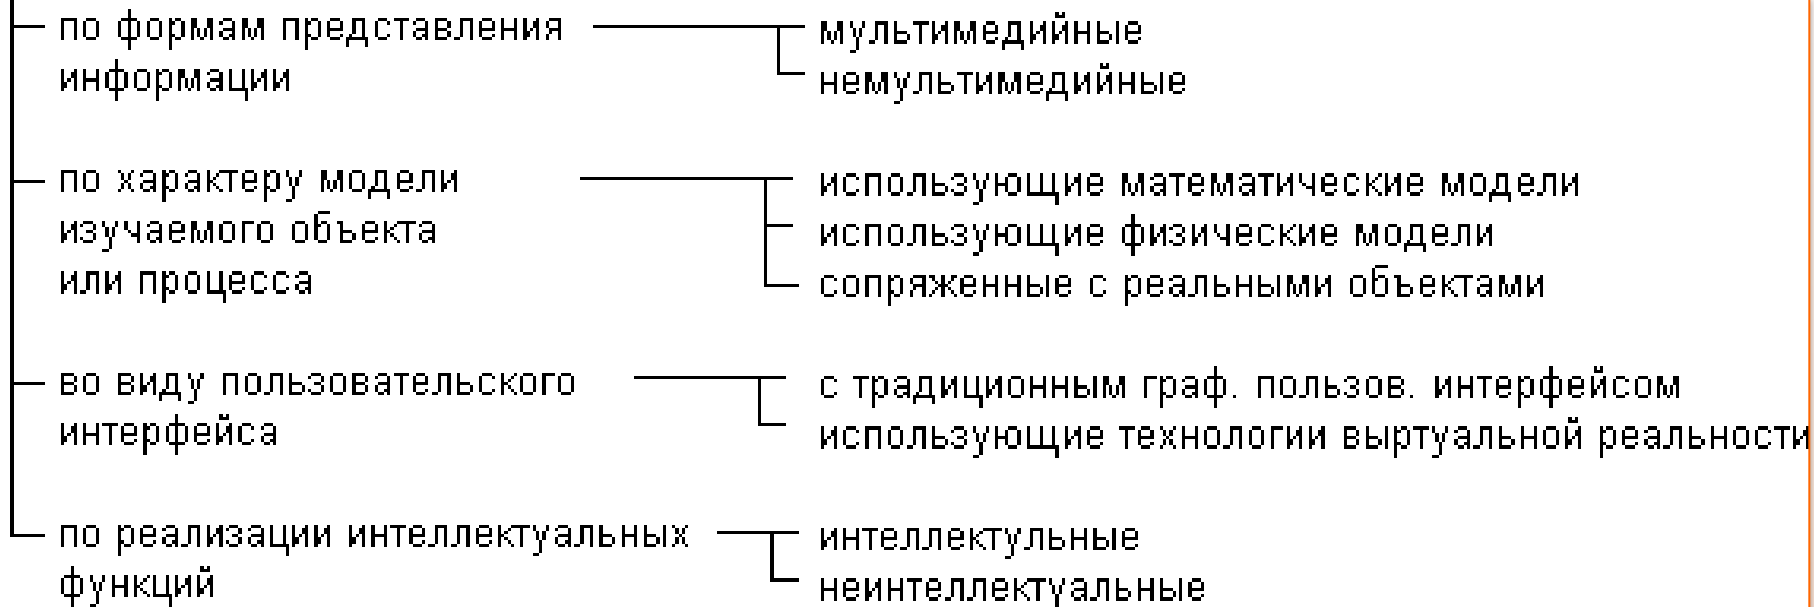 по формам представления
информации
мультимедийные
немультимедийные
по характеру модели
изучаемого объекта
или процесса
использующие математические модели
использующие физические модели
сопряженные с реальными объектами
во виду пользовательского
интерфейса
с традиционным граф. пользов. интерфейсом
использующие технологии выртуальной реальности
по реализации интеллектуальных
функций
интеллектульные
неинтеллектуальные